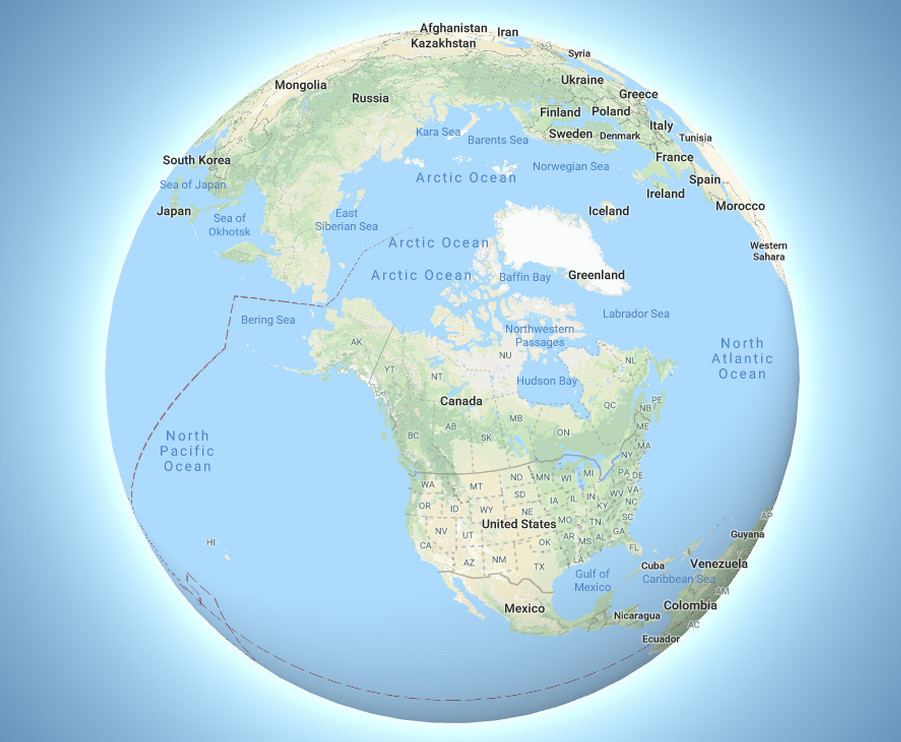 Afghanistan
Iran
Kazakhstan
Syria
Mongolia
Ukraine
Russia
Greece
Finland
Poland
Kara Sea
Barents Sea
Sweden
Denmark
Italy
Tunisia
South Korea
Norwegian Sea
France
Arctic Ocean
Spain
Sea of Japan
Ireland
Japan
Morocco
East
Siberian Sea
Iceland
Sea of
Okhotsk
Arctic Ocean
Western
Sahara
Arctic Ocean
Baffin Bay
Greenland
Bering Sea
Labrador Sea
Northwestern
Passages
AK
North
Atlantic
Ocean
NU
NL
YT
NT
Hudson Bay
Canada
PE
QC
NB
MB
AB
ME
BC
SK
ON
North
Pacific
Ocean
MA
NY
MI
PA
DE
ND
MN
WI
WA
MT
VA
SD
WV
IA
IL
IN
NC
OR
ID
WY
NE
KY
SC
AP
United States
MO
TN
NV
UT
GA
Guyana
HI
CA
OK
AR
MS
AL
FL
AZ
NM
TX
LA
Cuba
Venezuela
Gulf of
Mexico
Caribbean Sea
AM
Mexico
Nicaragua
Colombia
AC
Ecuador